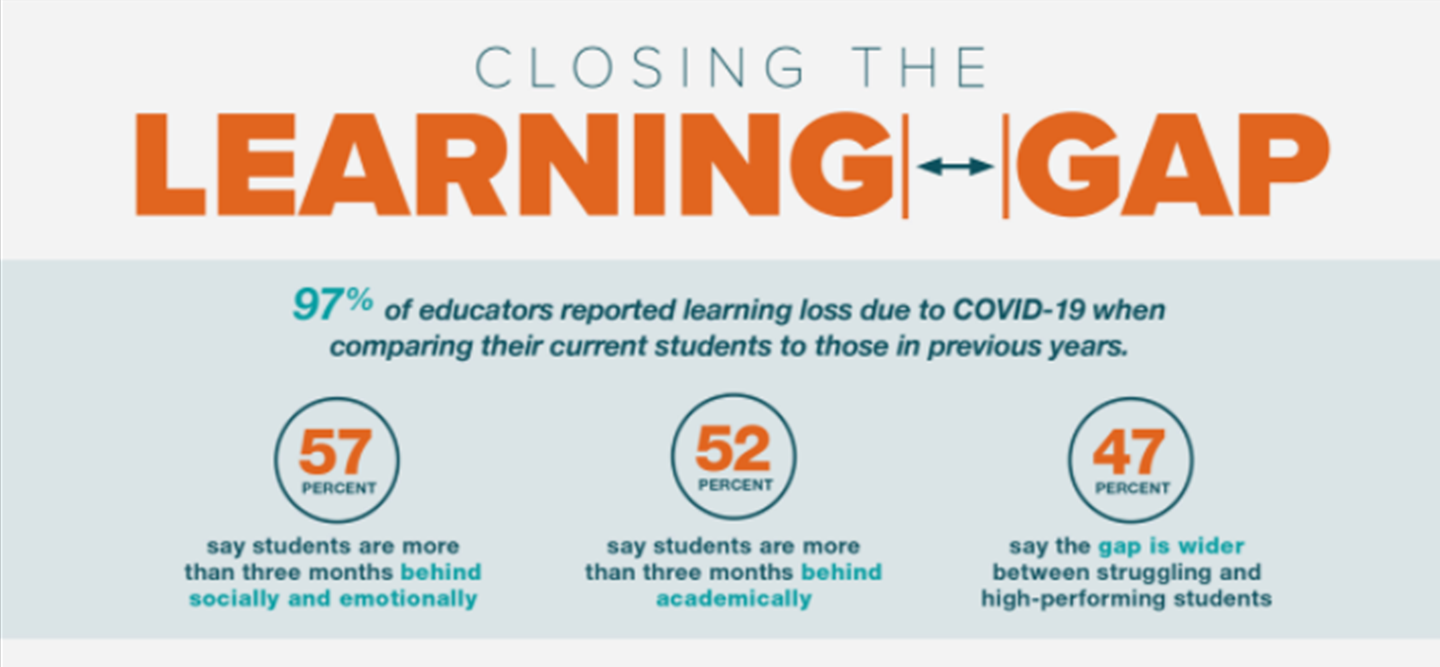 CLOSING THE
LEARNING GAP
97% of educators reported learning loss due to COVID-19 when
comparing their current students to those in previous years.
57
PERCENT
say students are more
than three months behind
socially and emotionally
52
PERCENT
say students are more
than three months behind
academically
47
PERCENT
say the gap is wider
between struggling and
high-performing students